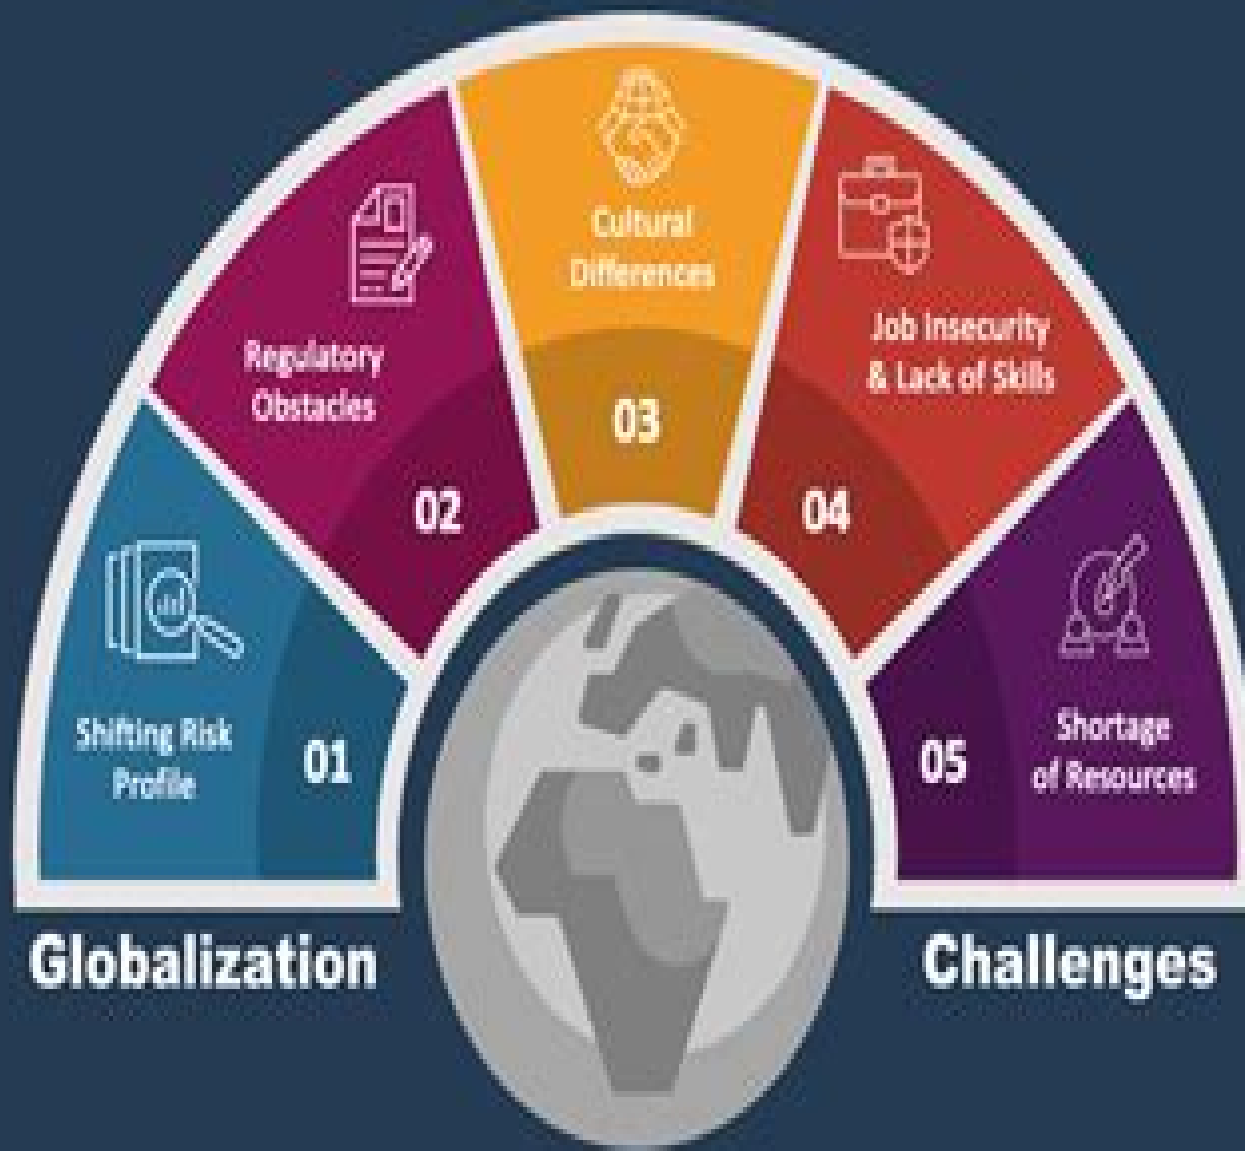 Shifting Risk
Profile
01
Regulatory
Obstacles
02
Cultural
Differences
03
Job Insecurity
& Lack of Skills
04
Shortage
of Resources
05
Globalization
Challenges